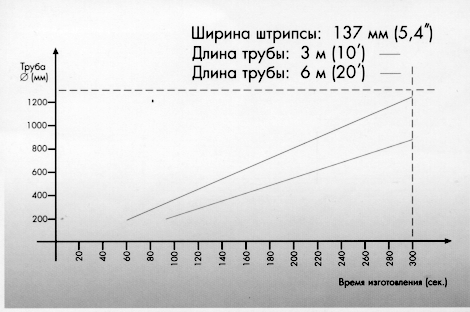 Ширина штрипсы: 137 мм (5,4")
Длина трубы: 3 м (10')
Длина трубы: 6 м (20')
Труба
Ø (мм)
1200
1000
800
600
400
200
20 40 60 80 100 120 140 160 180 200 220 240 260 280 300
Время изготовления (сек.)